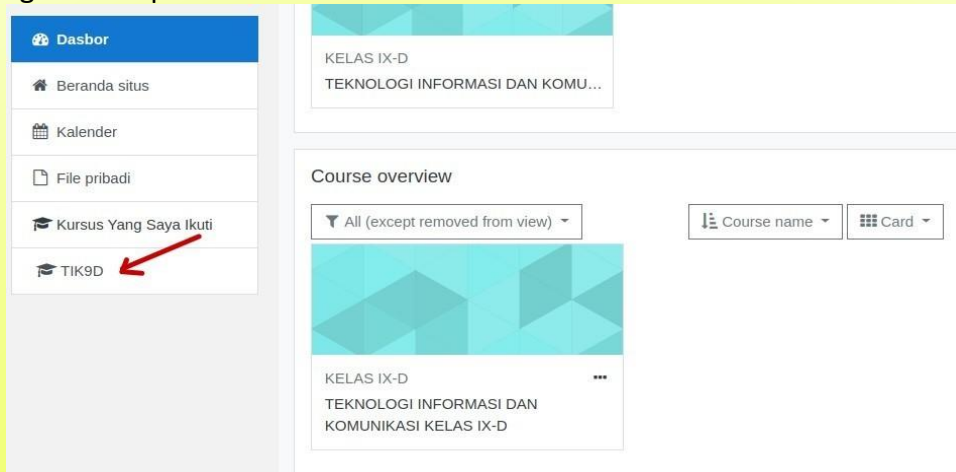 Dasbor
Beranda situs
Kalender
File pribadi
Kursus Yang Saya Ikuti
TIK9D
KELAS IX-D
TEKNOLOGI INFORMASI DAN KOMU...
Course overview
All (except removed from view)
Course name
Card
KELAS IX-D
TEKNOLOGI INFORMASI DAN
KOMUNIKASI KELAS IX-D